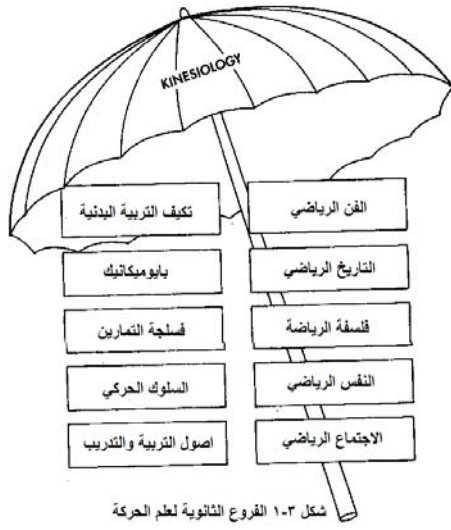 KINESIOLOGY
الفن الرياضي
تكيف التربية البدنية
التاريخ الرياضي
بايوميكانيك
فلسفة الرياضة
فسلجة التمارين
النفس الرياضي
السلوك الحركي
الاجتماع الرياضي
اصول التربية والتدريب
شكل ٣-١ الفروع الثانوية لعلم الحركة